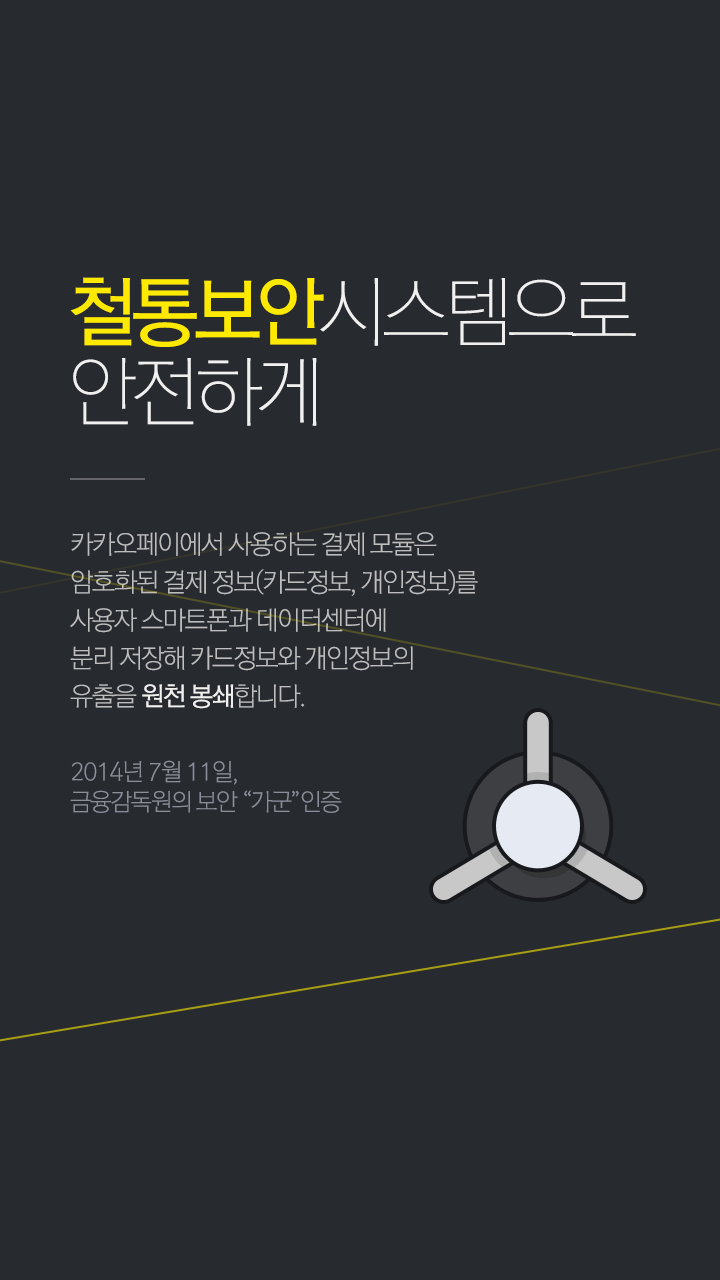 철통보안시스템으로
안전하게
카카오페이에서 사용하는 결제 모듈은
암호화된 결제 정보(카드정보, 개인정보)를
사용자 스마트폰과 데이터센터에
분리 저장해 카드정보와 개인정보의
유출을 원천 봉쇄합니다.
2014년 7월 11일,
금융감독원의 보안 “가군”인증